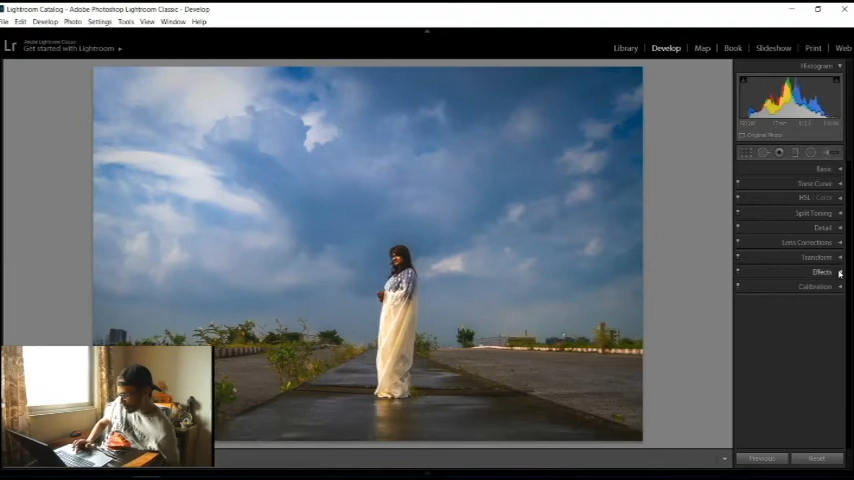 Lightroom Catalog - Adobe Photoshop Lightroom Classic - Develop
File Edit Develop Photo Settings Tools View Window Help
Lr
Adobe Lightroom Classic
Get started with Lightroom
Library | Develop | Map | Book | Slideshow | Print | Web
Histogram
Original Photo
Basic
Tone Curve
HSL / Color
Split Toning
Detail
Lens Corrections
Transform
Effects
Calibration
Previous
Reset